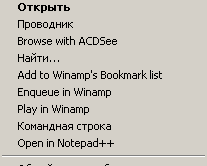 Открыть
Проводник
Browse with ACDSee
Найти...
Add to Winamp's Bookmark list
Enqueue in Winamp
Play in Winamp
Командная строка
Open in Notepad++